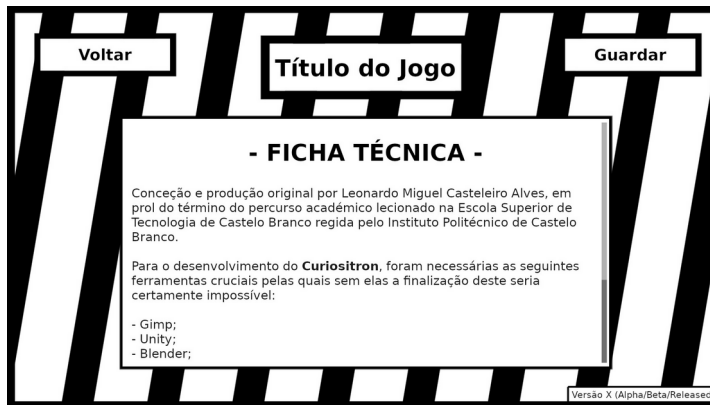 Voltar
Título do Jogo
Guardar
- FICHA TÉCNICA -
Conceção e produção original por Leonardo Miguel Casteleiro Alves, em
prol do término do percurso académico lecionado na Escola Superior de
Tecnologia de Castelo Branco regida pelo Instituto Politécnico de Castelo
Branco.
Para o desenvolvimento do Curiositron, foram necessárias as seguintes
ferramentas cruciais pelas quais sem elas a finalização deste seria
certamente impossível:
- Gimp;
- Unity;
- Blender;
Versão X (Alpha/Beta/Released